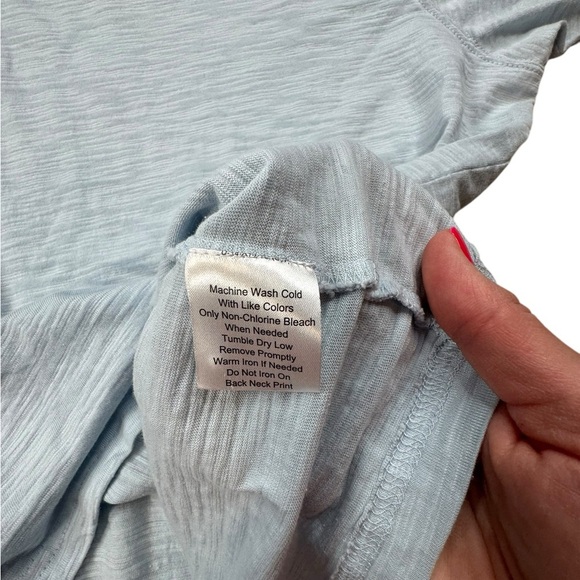 Machine Wash Cold
With Like Colors
Only Non-Chlorine Bleach
When Needed
Tumble Dry Low
Remove Promptly
Warm Iron If Needed
Do Not Iron On
Back Neck Print